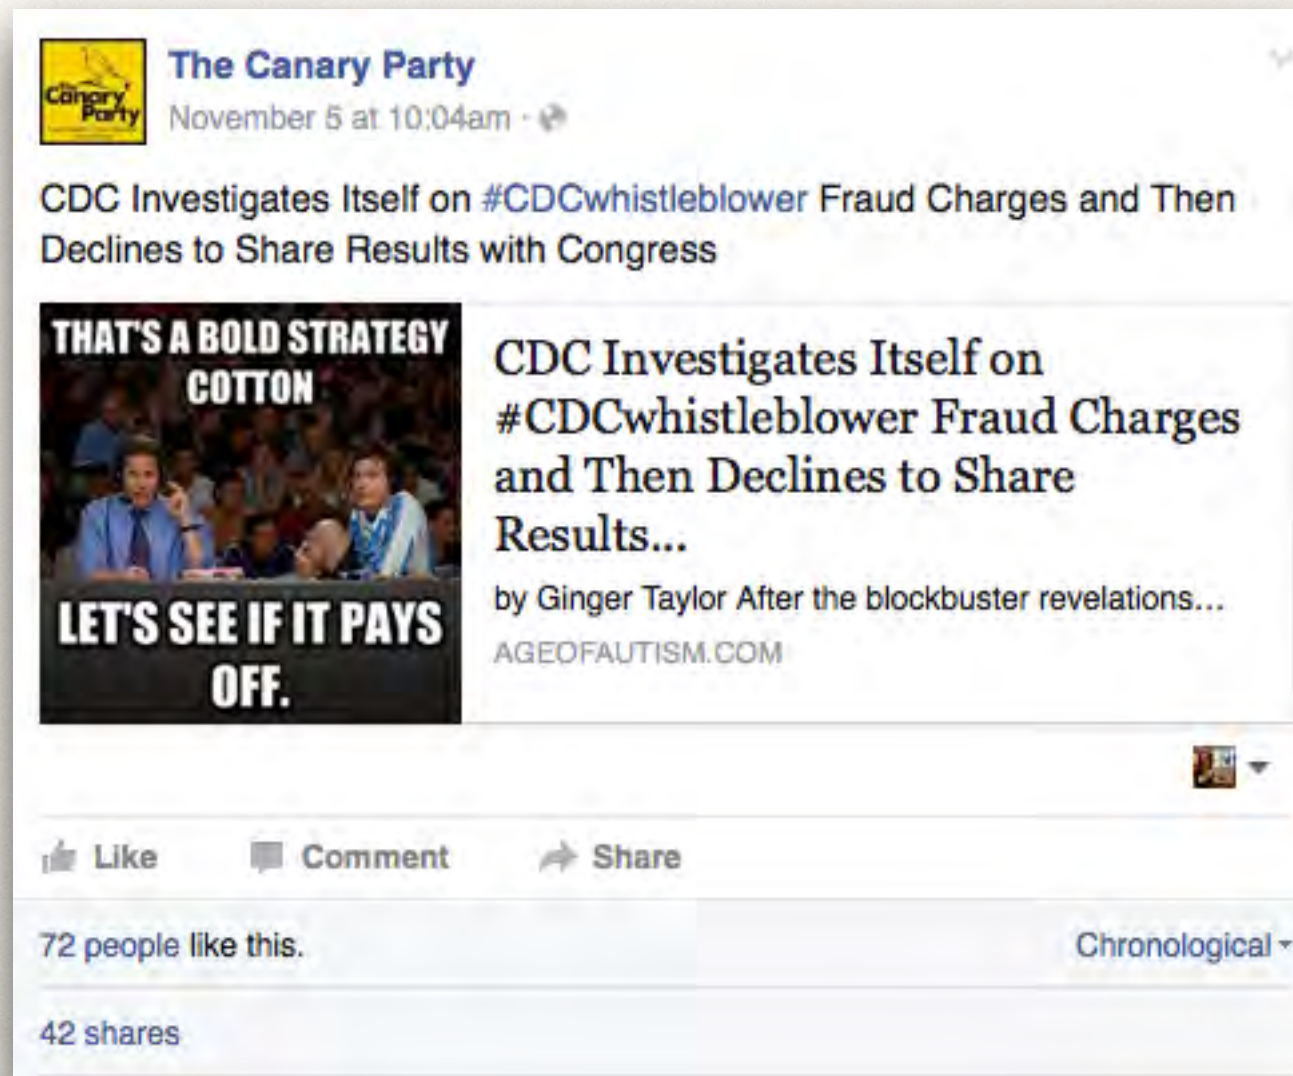 The Canary Party
The
Canary
Party
November 5 at 10:04am ·
CDC Investigates Itself on #CDCwhistleblower Fraud Charges and Then
Declines to Share Results with Congress
THAT'S A BOLD STRATEGY
COTTON
LET'S SEE IF IT PAYS
OFF.
CDC Investigates Itself on
#CDCwhistleblower Fraud Charges
and Then Declines to Share
Results...
by Ginger Taylor After the blockbuster revelations...
AGEOFAUTISM.COM
Like Comment Share
72 people like this.
Chronological
42 shares